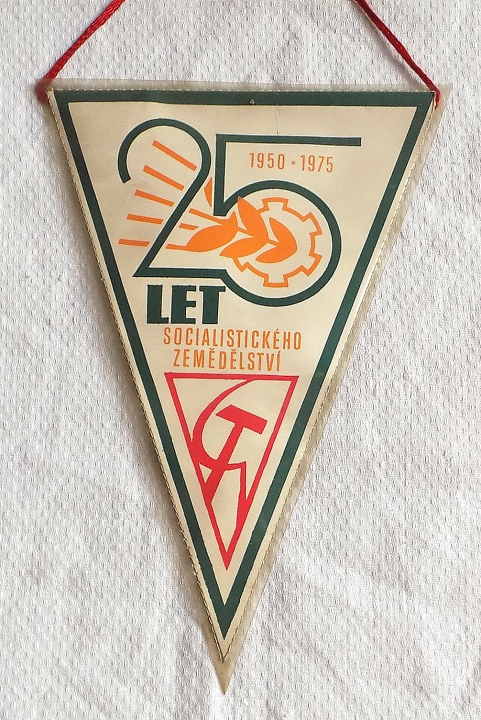 25
1950 • 1975
LET
SOCIALISTICKÉHO
ZEMĚDĚLSTVÍ